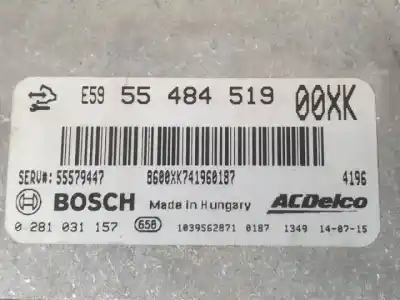 E59 55 484 519 00XK
SERV#: 55579447 8600XK741960187 4196
BOSCH Made in Hungary ACDelco
0 281 031 157 658 1039S62871 0187 1349 14-07-15